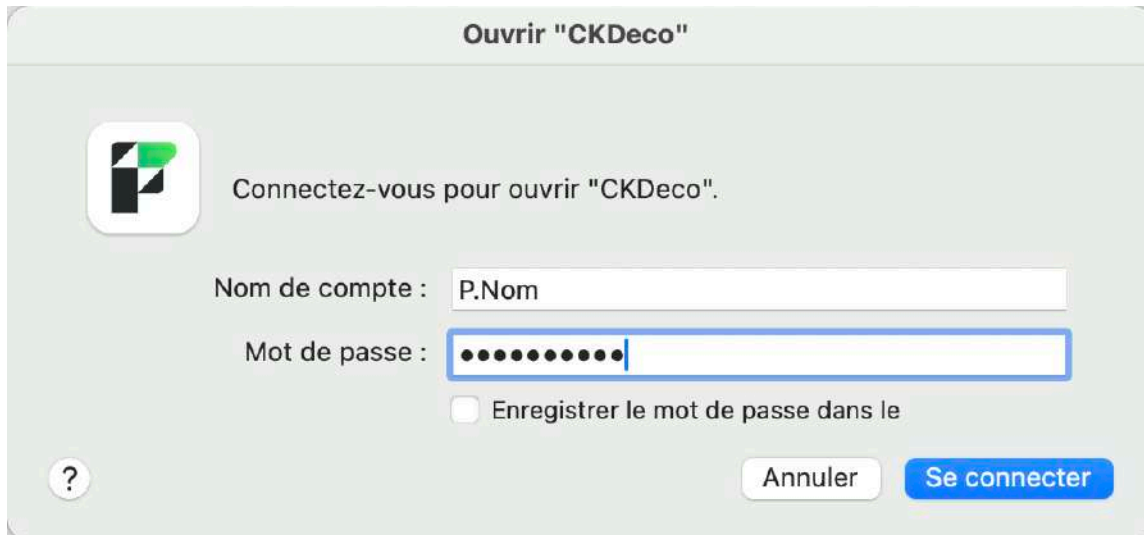 Ouvrir "CKDeco"
Connectez-vous pour ouvrir "CKDeco".
Nom de compte : P.Nom
Mot de passe : ••••••••••
Enregistrer le mot de passe dans le
? Annuler Se connecter